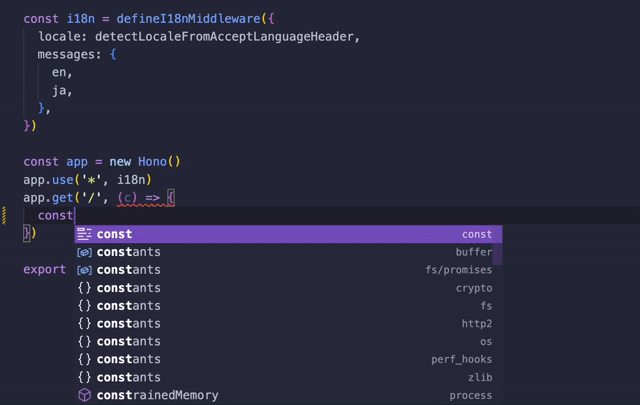 const i18n = defineI18nMiddleware({
  locale: detectLocaleFromAcceptLanguageHeader,
  messages: {
    en,
    ja,
  },
})
const app = new Hono()
app.use('*', i18n)
app.get('/', (c) => {
  const
})
const const
constants buffer
export constants fs/promises
constants crypto
constants fs
constants http2
constants os
constants perf_hooks
constants zlib
constrainedMemory process